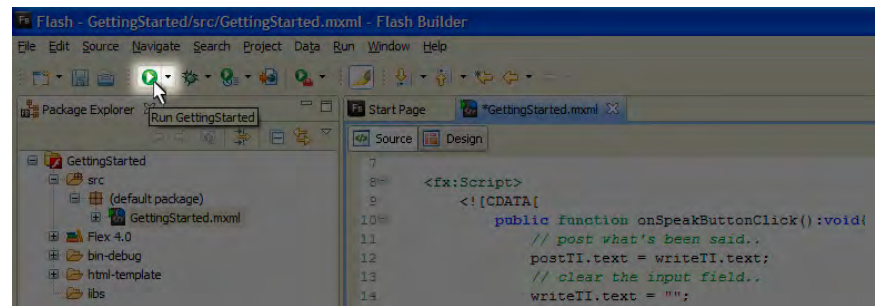 Fs Flash - GettingStarted/src/GettingStarted.mxml - Flash Builder
File Edit Source Navigate Search Project Data Run Window Help
Package Explorer
Run GettingStarted
Fs Start Page *GettingStarted.mxml
Source Design
GettingStarted
src
(default package)
GettingStarted.mxml
Flex 4.0
bin-debug
html-template
libs
7
8 <fx:Script>
9 <![CDATA[
10 public function onSpeakButtonClick():void{
11 // post what's been said..
12 postTI.text = writeTI.text;
13 // clear the input field..
14 writeTI.text = "";